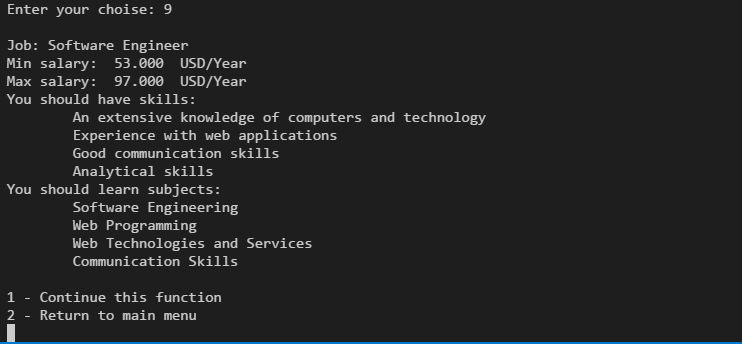 Enter your choise: 9
Job: Software Engineer
Min salary:  53.000  USD/Year
Max salary:  97.000  USD/Year
You should have skills:
An extensive knowledge of computers and technology
Experience with web applications
Good communication skills
Analytical skills
You should learn subjects:
Software Engineering
Web Programming
Web Technologies and Services
Communication Skills
1 - Continue this function
2 - Return to main menu